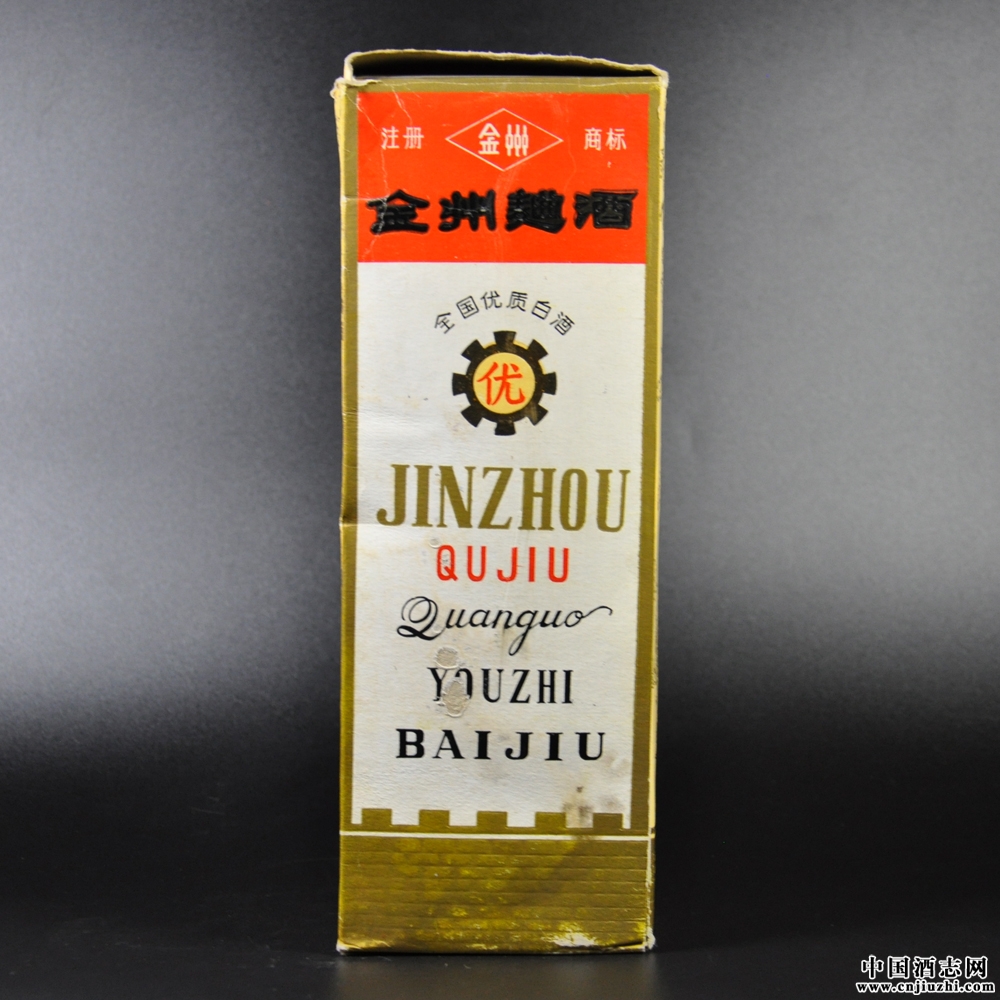 注册 金州 商标
金州麯酒
全国优质白酒
优
JINZHOU
QUJIU
Quanguo
YOUZHI
BAIJIU
中国酒志网
www.cnjiuzhi.com